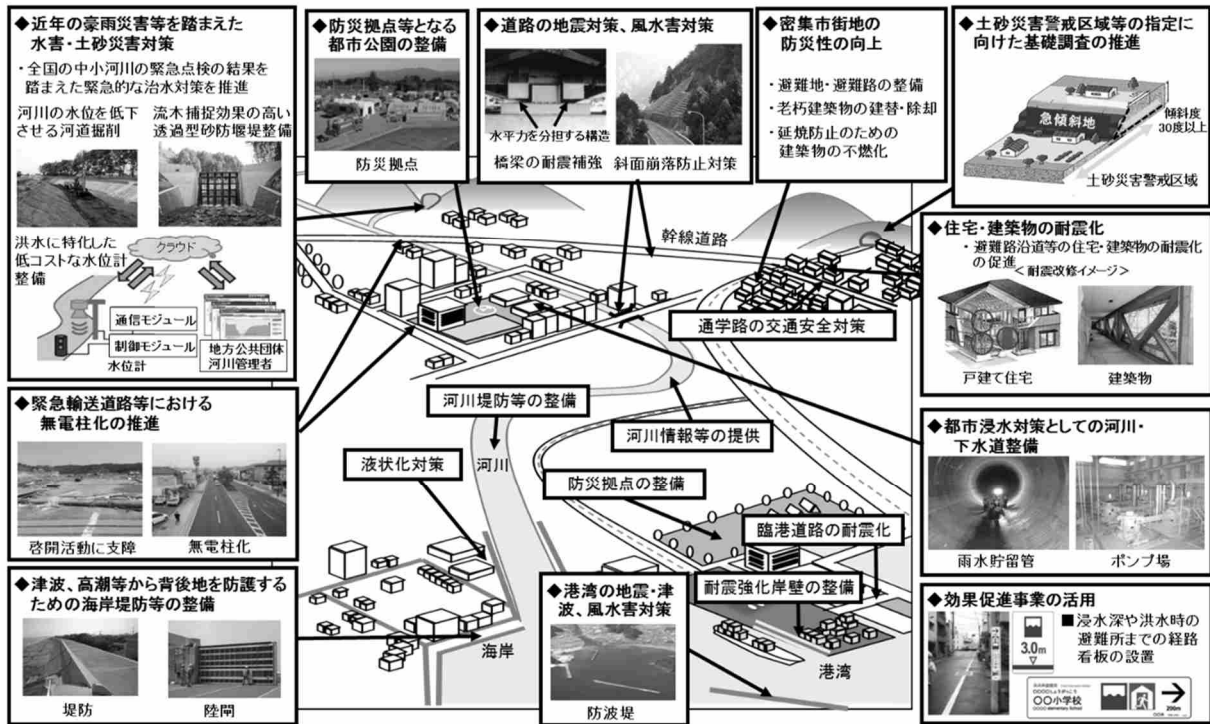 ◆近年の豪雨災害等を踏まえた
水害・土砂災害対策
・全国の中小河川の緊急点検の結果を
踏まえた緊急的な治水対策を推進
河川の水位を低下
させる河道掘削
流木捕捉効果の高い
透過型砂防堰堤整備
洪水に特化した
低コストな水位計
整備
クラウド
通信モジュール
制御モジュール
水位計
地方公共団体
河川管理者
◆防災拠点等となる
都市公園の整備
防災拠点
◆道路の地震対策、風水害対策
水平力を分担する構造
橋梁の耐震補強
斜面崩落防止対策
◆密集市街地の
防災性の向上
・避難地・避難路の整備
・老朽建築物の建替・除却
・延焼防止のための
建築物の不燃化
◆土砂災害警戒区域等の指定に
向けた基礎調査の推進
急傾斜地
傾斜度
30度以上
土砂災害警戒区域
◆住宅・建築物の耐震化
・避難路沿道等の住宅・建築物の耐震化
の促進
<耐震改修イメージ>
戸建て住宅
建築物
幹線道路
通学路の交通安全対策
◆緊急輸送道路等における
無電柱化の推進
啓開活動に支障
無電柱化
河川堤防等の整備
河川情報等の提供
河川
液状化対策
防災拠点の整備
臨港道路の耐震化
耐震強化岸壁の整備
◆都市浸水対策としての河川・
下水道整備
雨水貯留管
ポンプ場
◆津波、高潮等から背後地を防護する
ための海岸堤防等の整備
堤防
陸閘
海岸
◆港湾の地震・津
波、風水害対策
防波堤
港湾
◆効果促進事業の活用
■浸水深や洪水時の
避難所までの経路
看板の設置
3.0m
〇〇小学校
200m